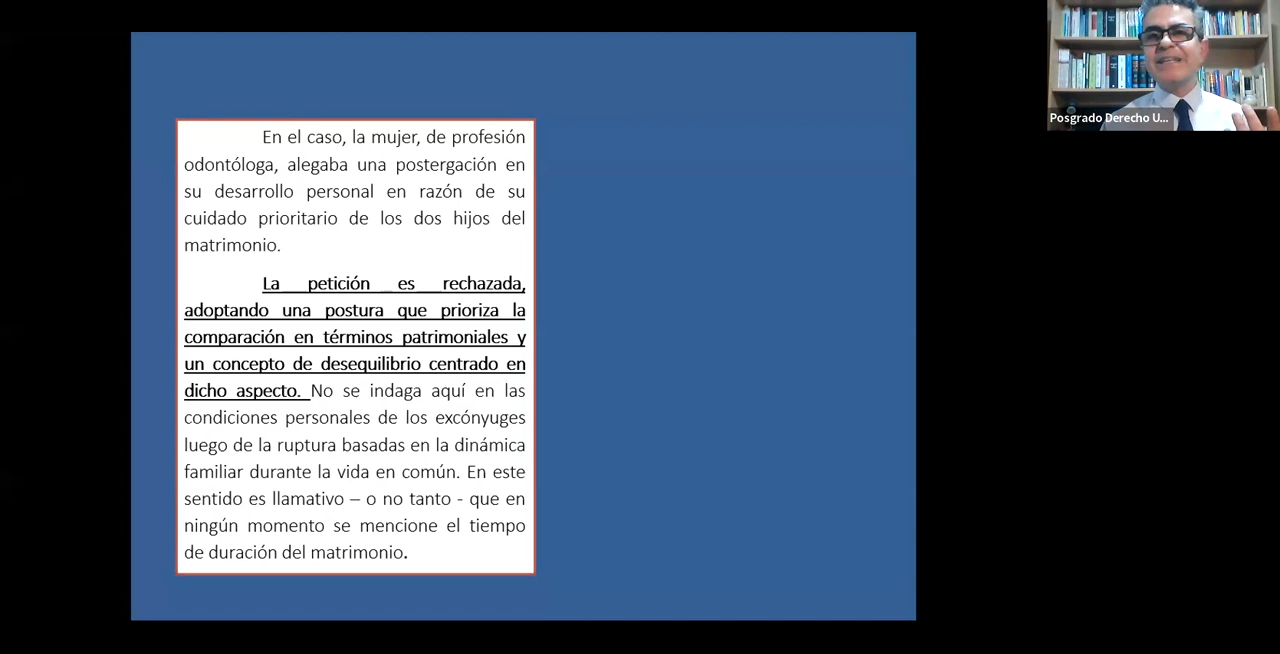 En el caso, la mujer, de profesión
odontóloga, alegaba una postergación en
su desarrollo personal en razón de su
cuidado prioritario de los dos hijos del
matrimonio.
La petición es rechazada,
adoptando una postura que prioriza la
comparación en términos patrimoniales y
un concepto de desequilibrio centrado en
dicho aspecto. No se indaga aquí en las
condiciones personales de los excónyuges
luego de la ruptura basadas en la dinámica
familiar durante la vida en común. En este
sentido es llamativo – o no tanto - que en
ningún momento se mencione el tiempo
de duración del matrimonio.
Posgrado Derecho U...